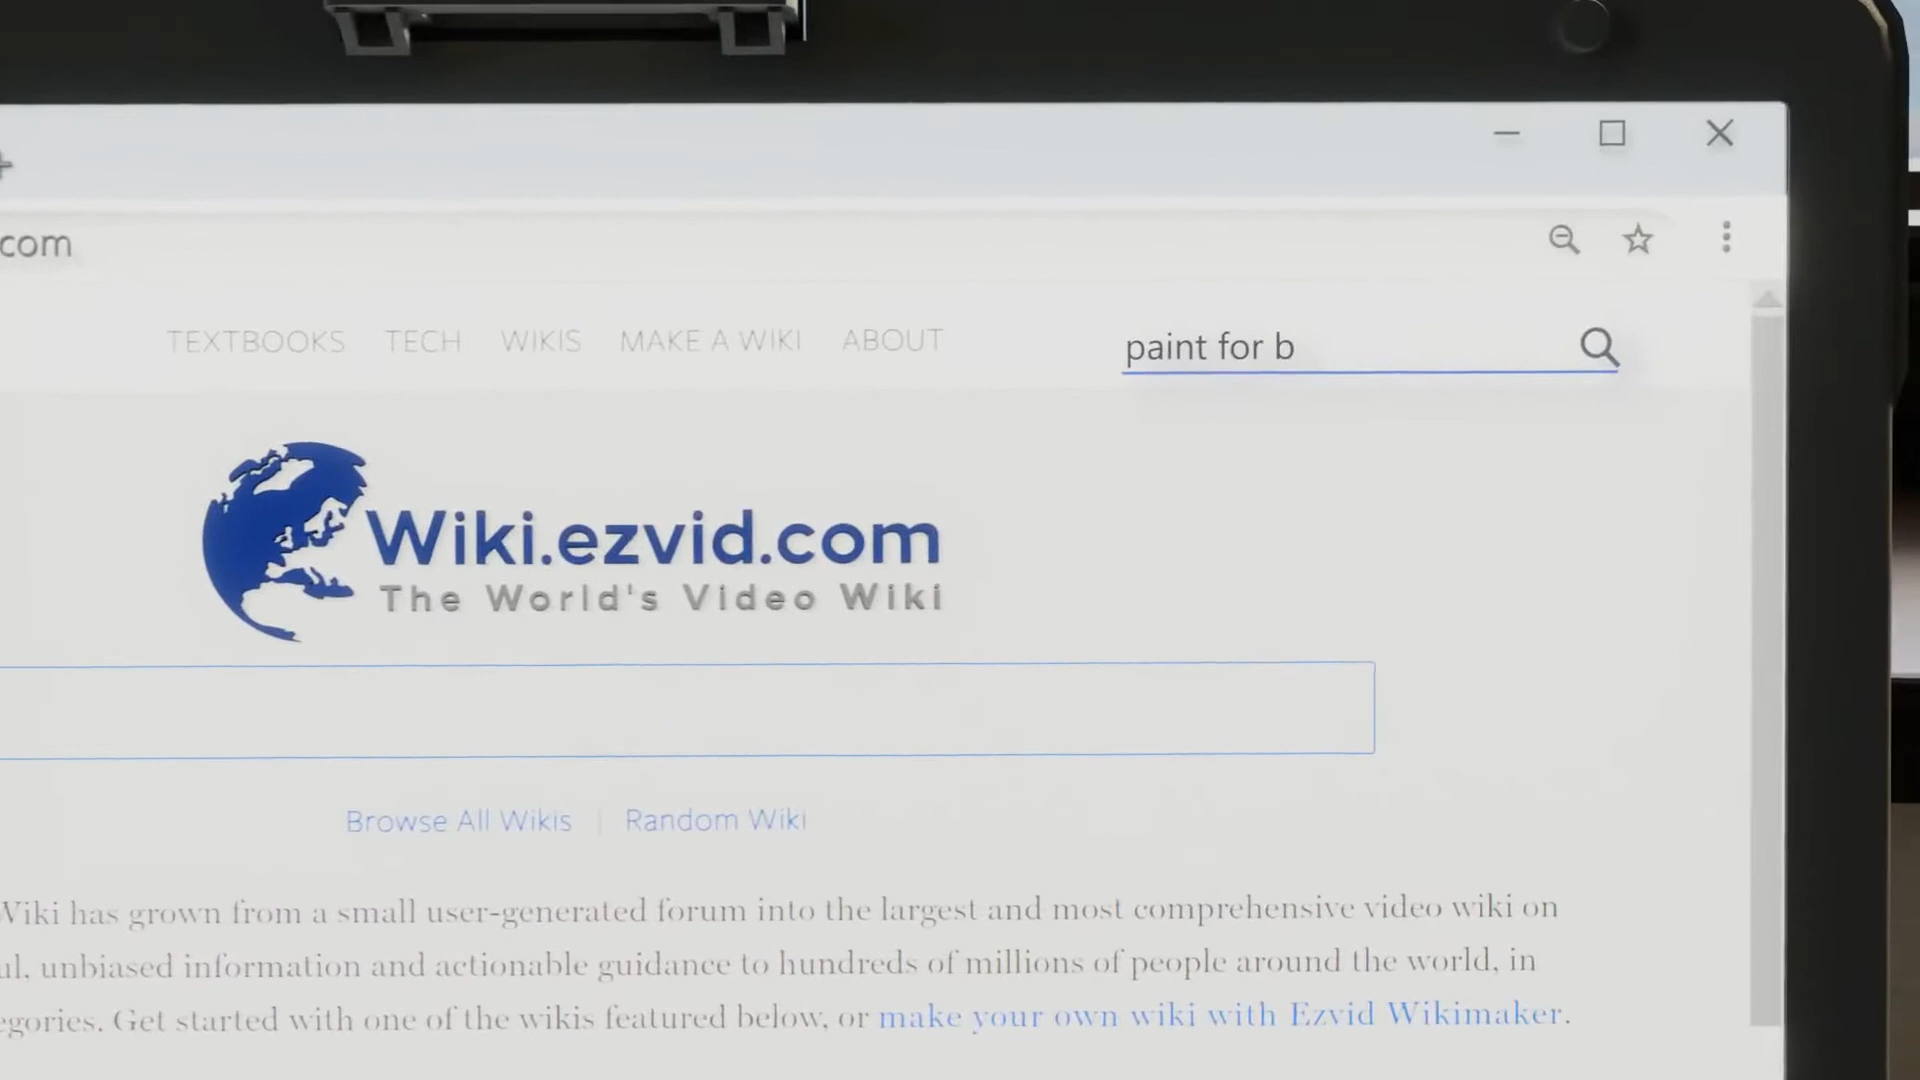 .com
TEXTBOOKS TECH WIKIS MAKE A WIKI ABOUT
paint for b
Wiki.ezvid.com
The World's Video Wiki
Browse All Wikis | Random Wiki
Wiki has grown from a small user-generated forum into the largest and most comprehensive video wiki on
unbiased information and actionable guidance to hundreds of millions of people around the world, in
Get started with one of the wikis featured below, or make your own wiki with Ezvid Wikimaker.